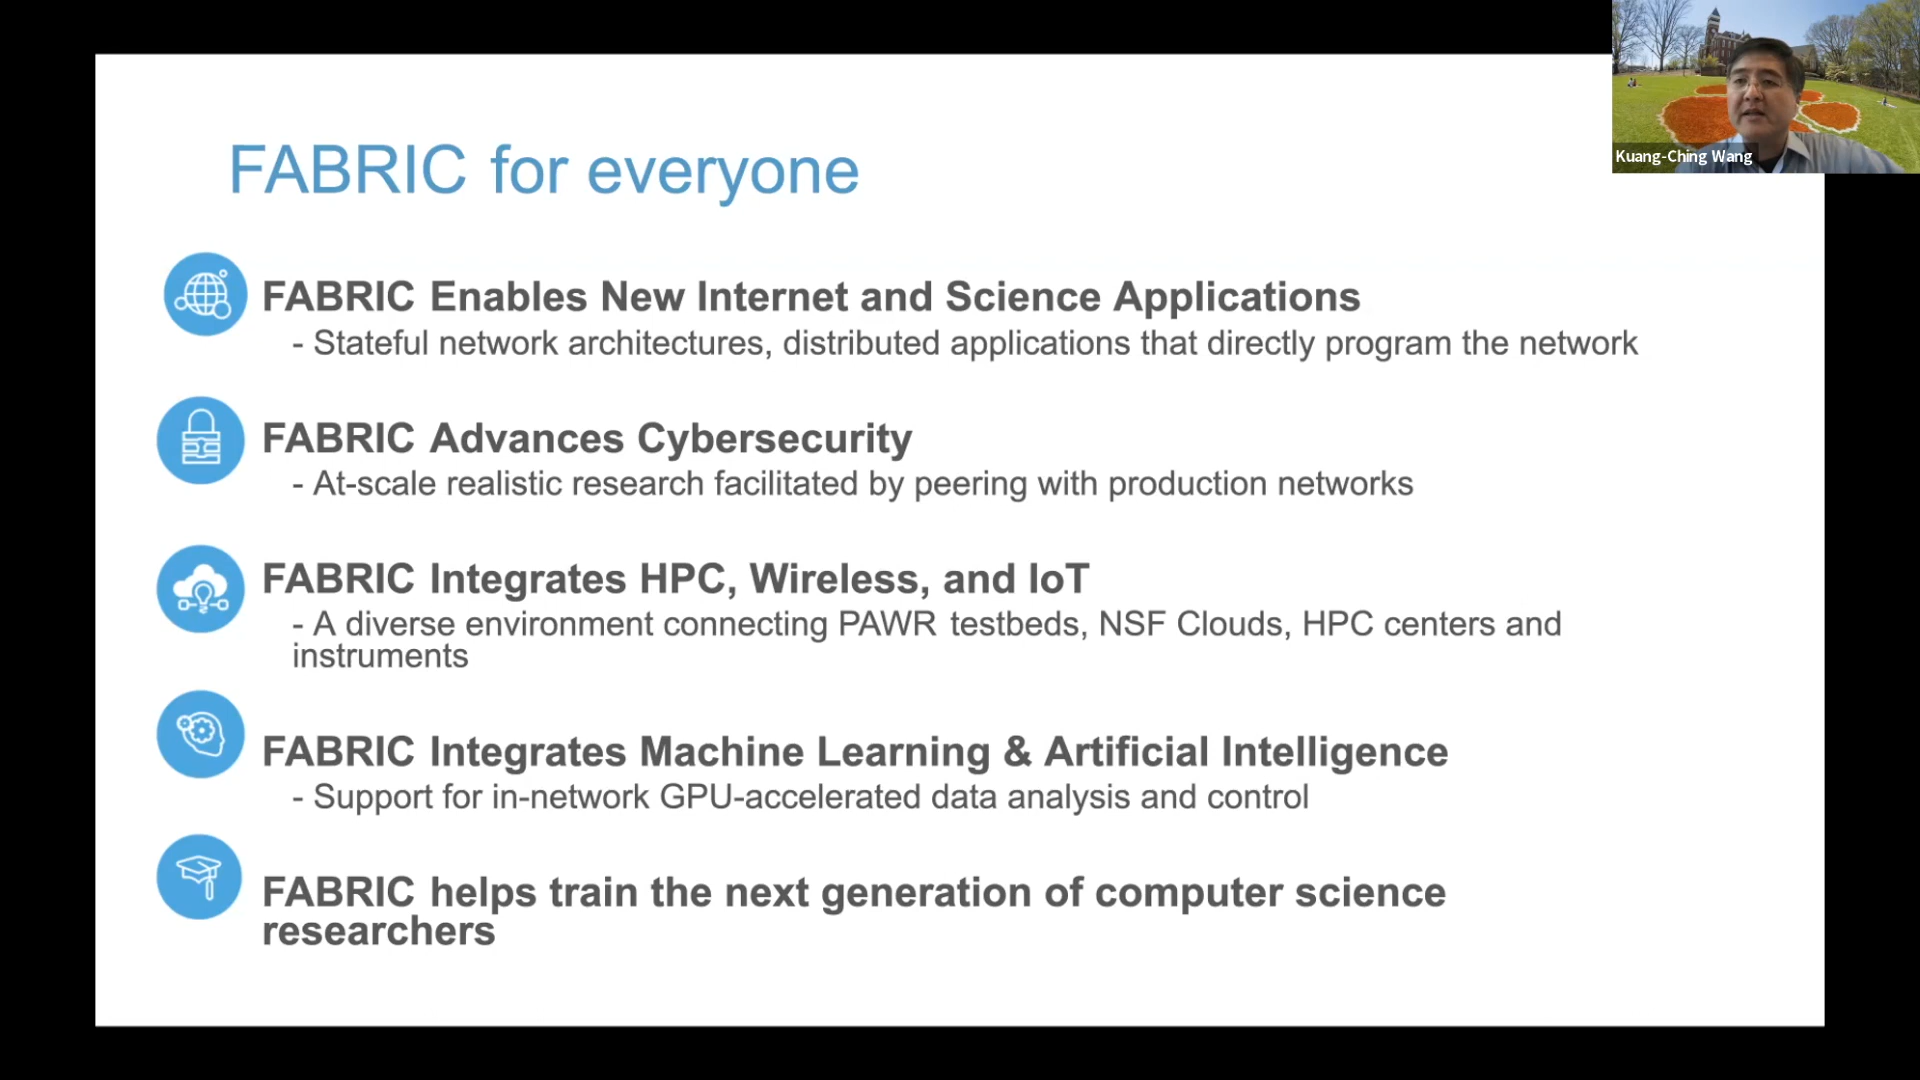 FABRIC for everyone
Kuang-Ching Wang
FABRIC Enables New Internet and Science Applications
- Stateful network architectures, distributed applications that directly program the network
FABRIC Advances Cybersecurity
- At-scale realistic research facilitated by peering with production networks
FABRIC Integrates HPC, Wireless, and IoT
- A diverse environment connecting PAWR testbeds, NSF Clouds, HPC centers and
instruments
FABRIC Integrates Machine Learning & Artificial Intelligence
- Support for in-network GPU-accelerated data analysis and control
FABRIC helps train the next generation of computer science
researchers